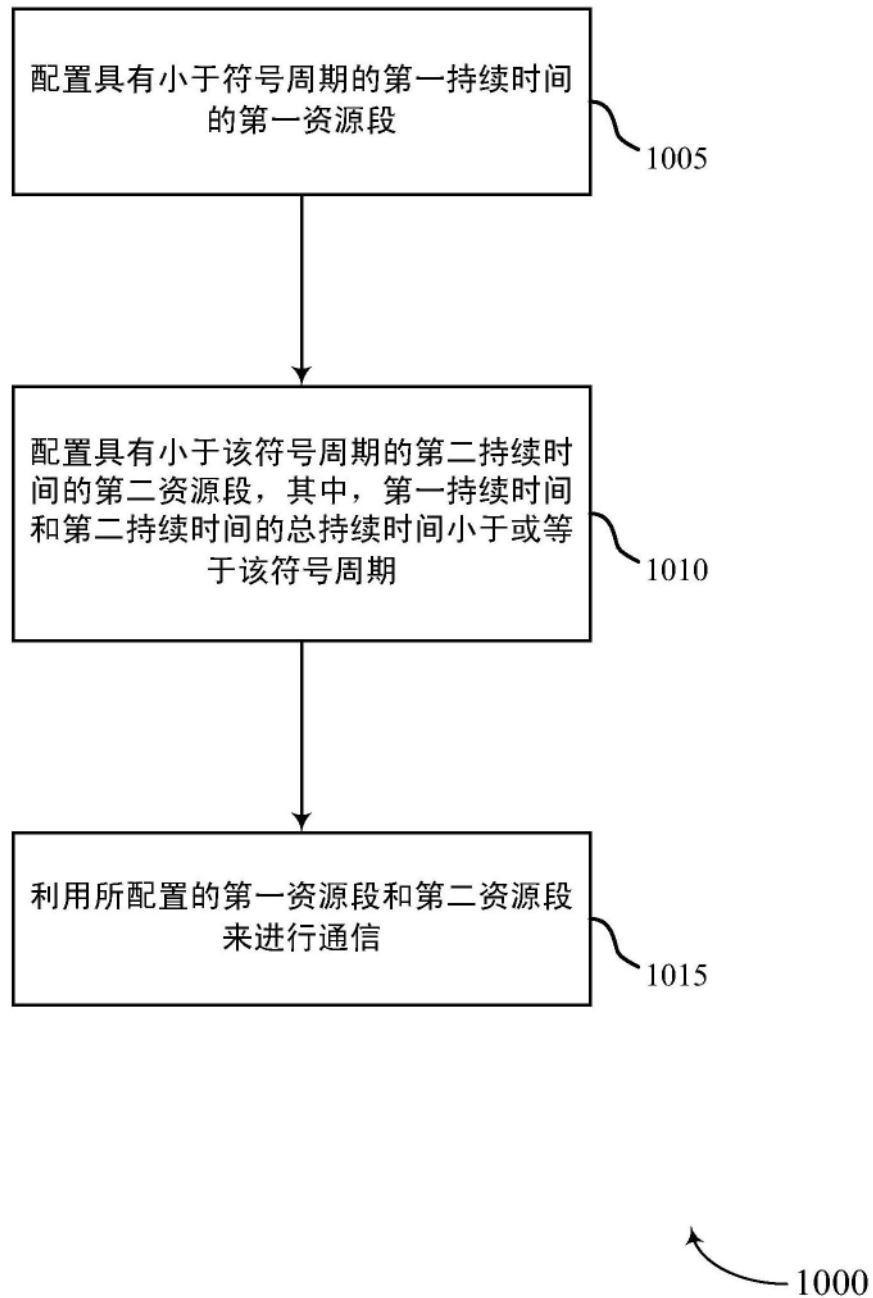 配置具有小于符号周期的第一持续时间
的第一资源段
1005
配置具有小于该符号周期的第二持续时
间的第二资源段，其中，第一持续时间
和第二持续时间的总持续时间小于或等
于该符号周期
1010
利用所配置的第一资源段和第二资源段
来进行通信
1015
1000